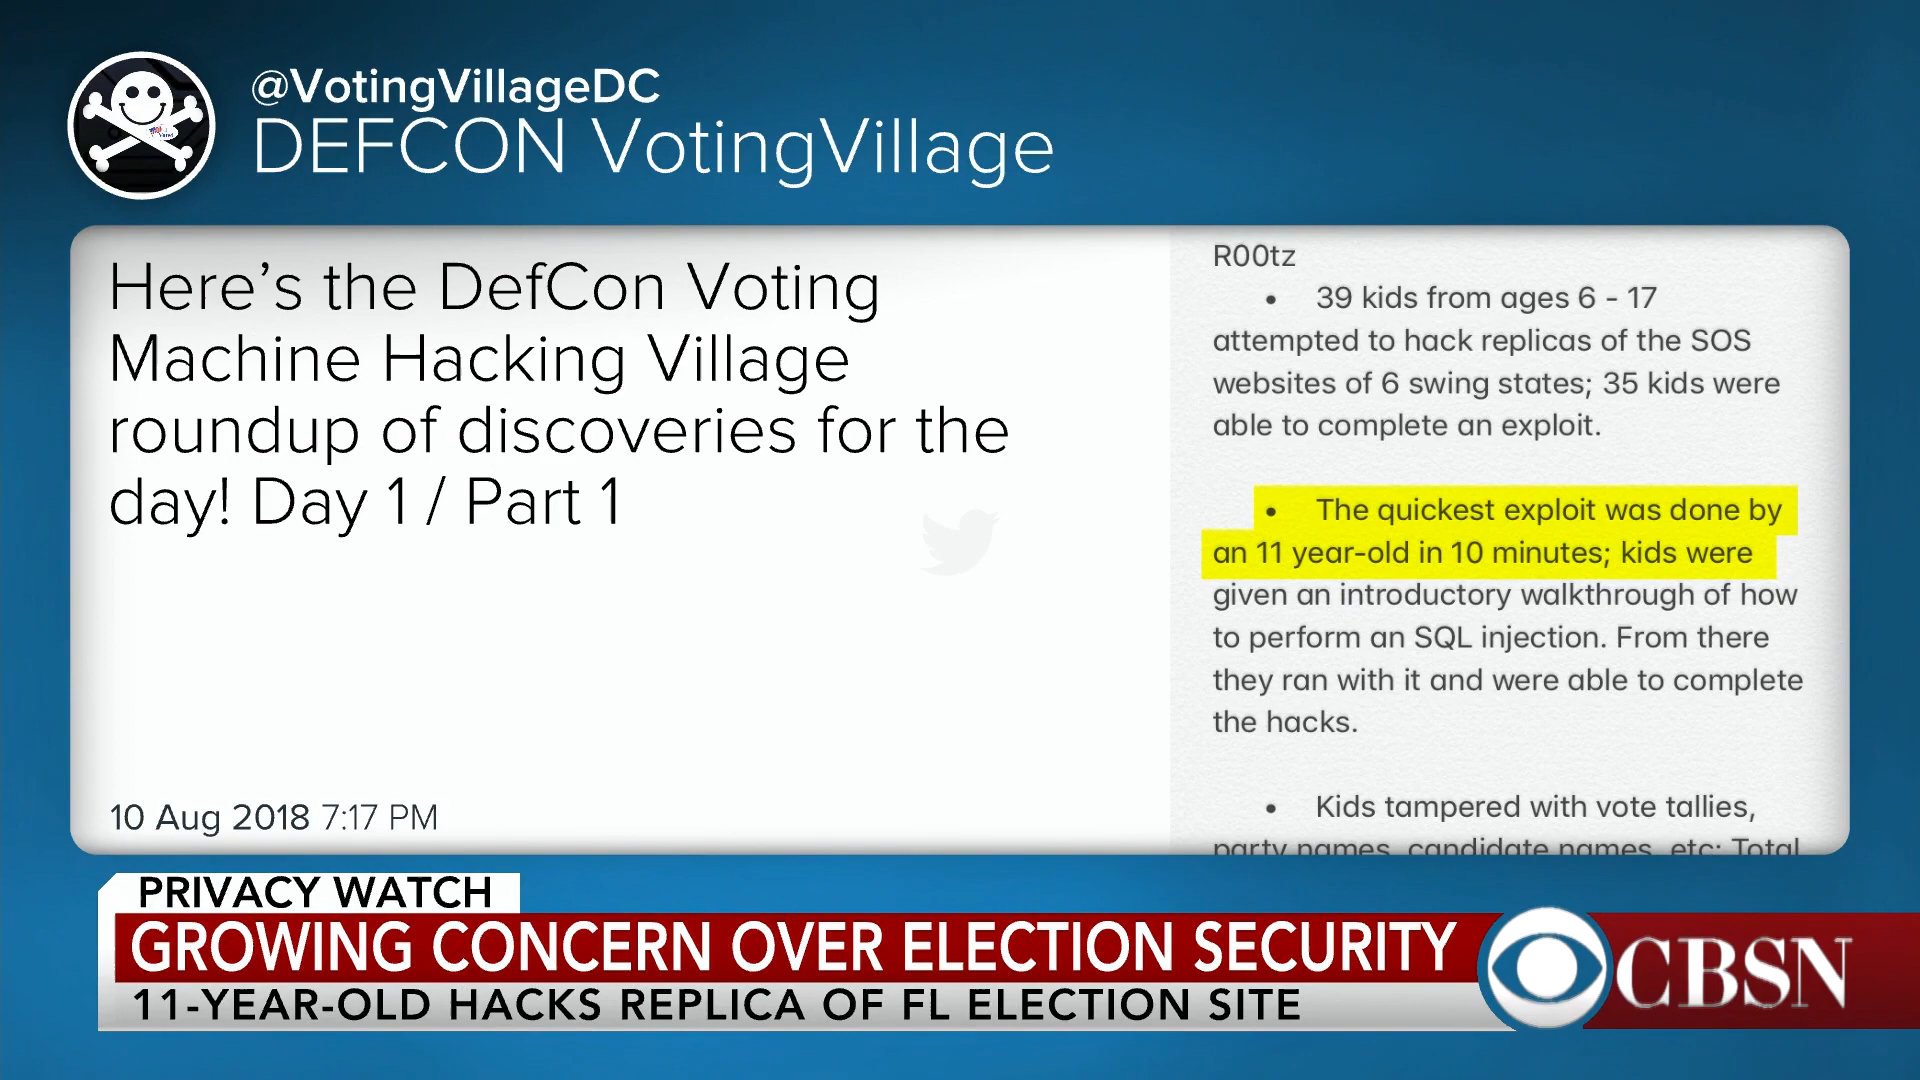 @VotingVillageDC
DEFCON VotingVillage
Here's the DefCon Voting
Machine Hacking Village
roundup of discoveries for the
day! Day 1 / Part 1
10 Aug 2018 7:17 PM
R00tz
• 39 kids from ages 6 - 17
attempted to hack replicas of the SOS
websites of 6 swing states; 35 kids were
able to complete an exploit.
• The quickest exploit was done by
an 11 year-old in 10 minutes; kids were
given an introductory walkthrough of how
to perform an SQL injection. From there
they ran with it and were able to complete
the hacks.
• Kids tampered with vote tallies,
party names, candidate names, etc: Total
PRIVACY WATCH
GROWING CONCERN OVER ELECTION SECURITY
11-YEAR-OLD HACKS REPLICA OF FL ELECTION SITE
CBSN